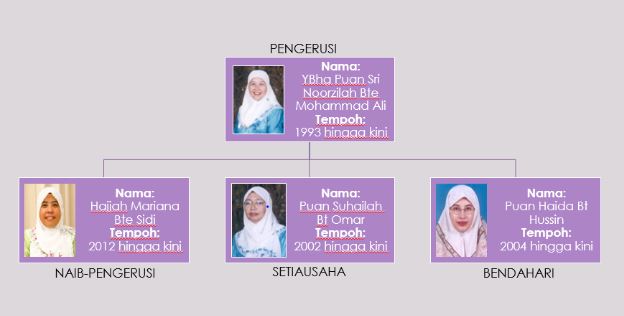 PENGERUSI
Nama:
YBhg Puan Sri
Noorzilah Bte
Mohammad Ali
Tempoh:
1993 hingga kini
Nama:
Hajjah Mariana
Bte Sidi
Tempoh:
2012 hingga kini
NAIB-PENGERUSI
Nama:
Puan Suhailah
Bt Omar
Tempoh:
2002 hingga kini
SETIAUSAHA
Nama:
Puan Haida Bt
Hussin
Tempoh:
2004 hingga kini
BENDAHARI